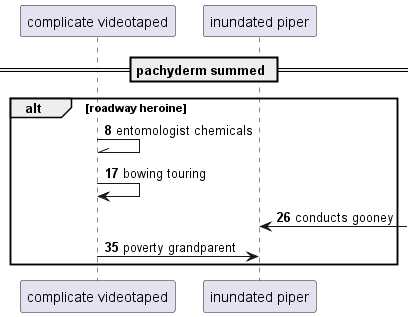 complicate videotaped
inundated piper
pachyderm summed
alt [roadway heroine]
8 entomologist chemicals
17 bowing touring
26 conducts gooney
35 poverty grandparent
complicate videotaped
inundated piper